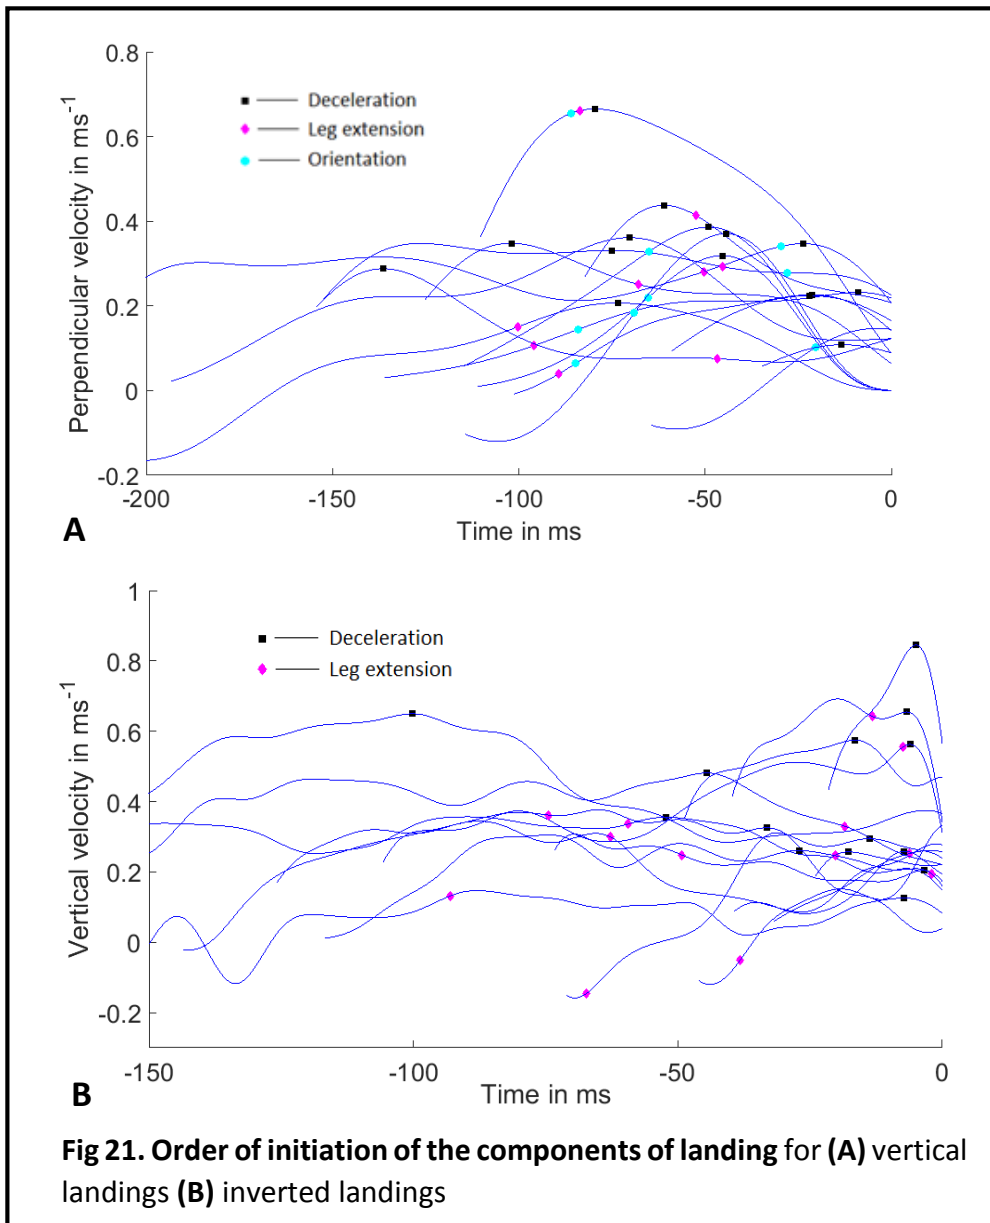 0.8
Deceleration
Leg extension
Orientation
0.6
0.4
0.2
0
-0.2
Perpendicular velocity in ms-1
-200 -150 -100 -50 0
Time in ms
A
1
Deceleration
Leg extension
0.8
0.6
0.4
0.2
0
-0.2
Vertical velocity in ms-1
-150 -100 -50 0
Time in ms
B
Fig 21. Order of initiation of the components of landing for (A) vertical
landings (B) inverted landings